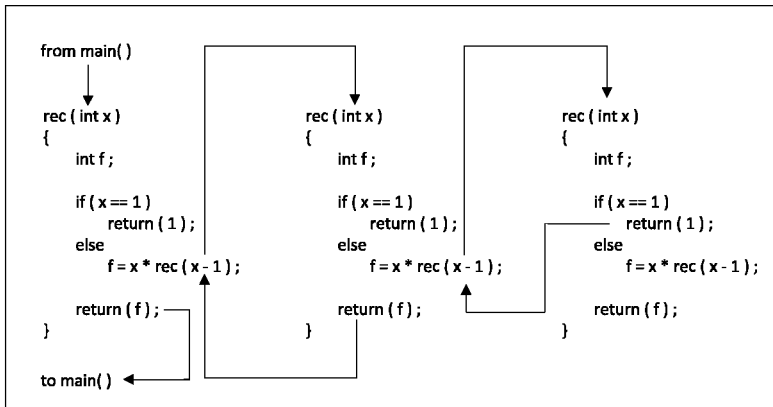 from main( )
rec ( int x )
{
int f ;
if ( x == 1 )
return ( 1 ) ;
else
f = x * rec ( x - 1 ) ;
return ( f ) ;
}
to main( )
rec ( int x )
{
int f ;
if ( x == 1 )
return ( 1 ) ;
else
f = x * rec ( x - 1 ) ;
return ( f ) ;
}
rec ( int x )
{
int f ;
if ( x == 1 )
return ( 1 ) ;
else
f = x * rec ( x - 1 ) ;
return ( f ) ;
}